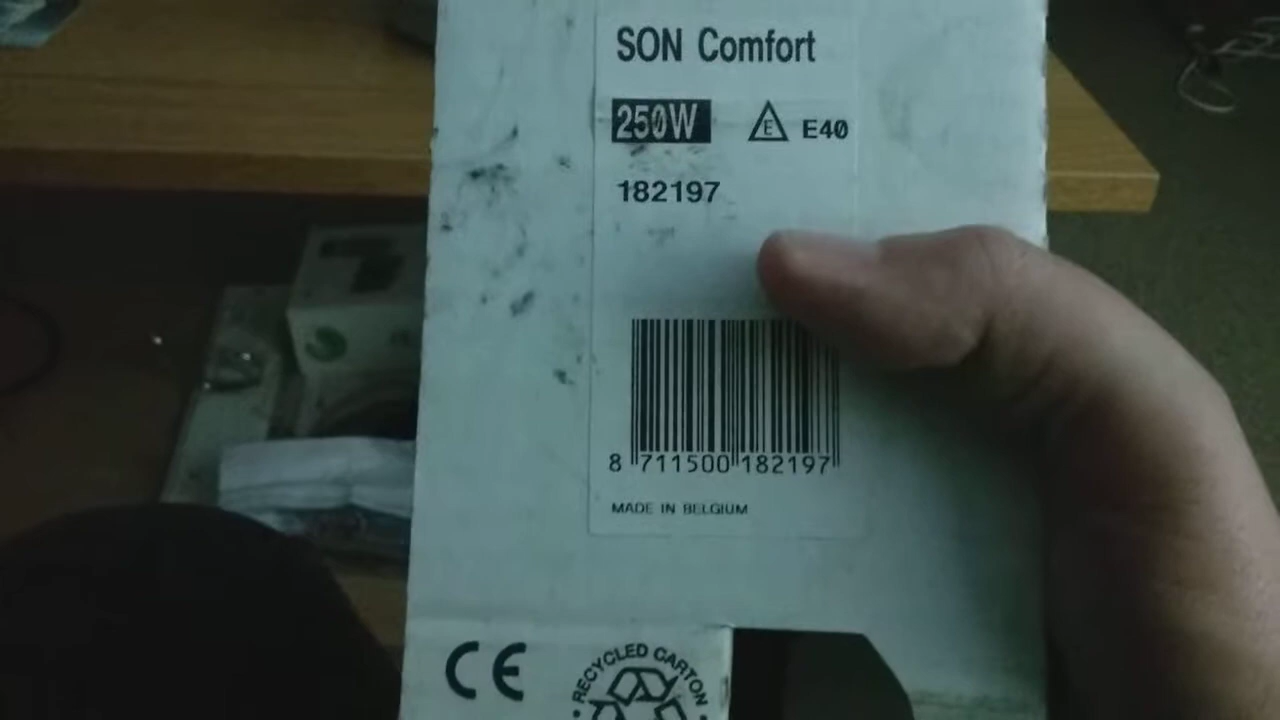 SON Comfort
250W E E40
182197
8 711500 182197
MADE IN BELGIUM
CE
RECYCLED CARTON